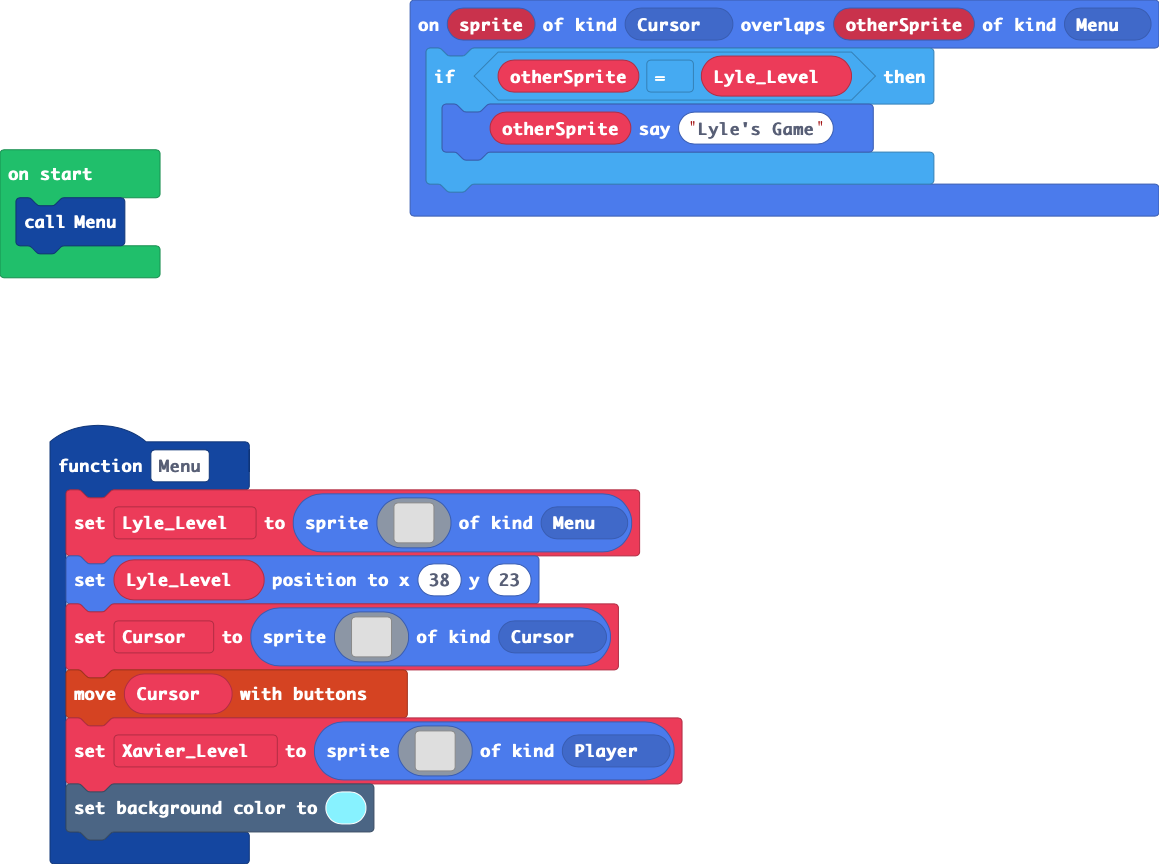 on sprite of kind Cursor overlaps otherSprite of kind Menu
if otherSprite = Lyle_Level then
otherSprite say "Lyle's Game"
on start
call Menu
function Menu
set Lyle_Level to sprite of kind Menu
set Lyle_Level position to x 38 y 23
set Cursor to sprite of kind Cursor
move Cursor with buttons
set Xavier_Level to sprite of kind Player
set background color to